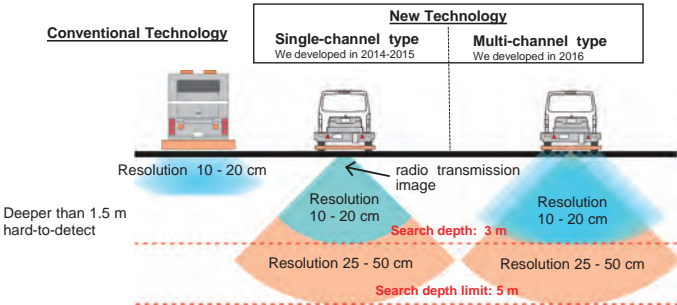 New Technology
Conventional Technology
Single-channel type
We developed in 2014-2015
Multi-channel type
We developed in 2016
Resolution 10 - 20 cm
radio transmission
image
Resolution
10 - 20 cm
Resolution
10 - 20 cm
Deeper than 1.5 m
hard-to-detect
Search depth: 3 m
Resolution 25 - 50 cm
Resolution 25 - 50 cm
Search depth limit: 5 m